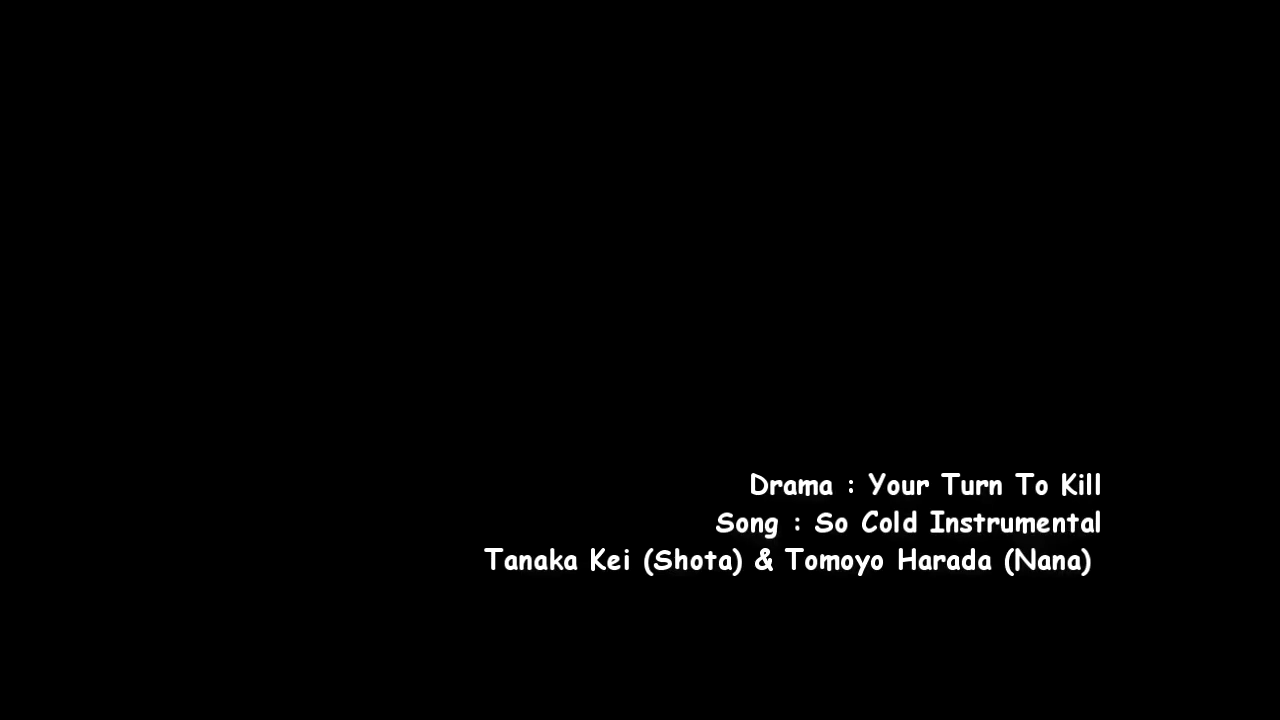 Drama : Your Turn To Kill
Song : So Cold Instrumental
Tanaka Kei (Shota) & Tomoyo Harada (Nana)